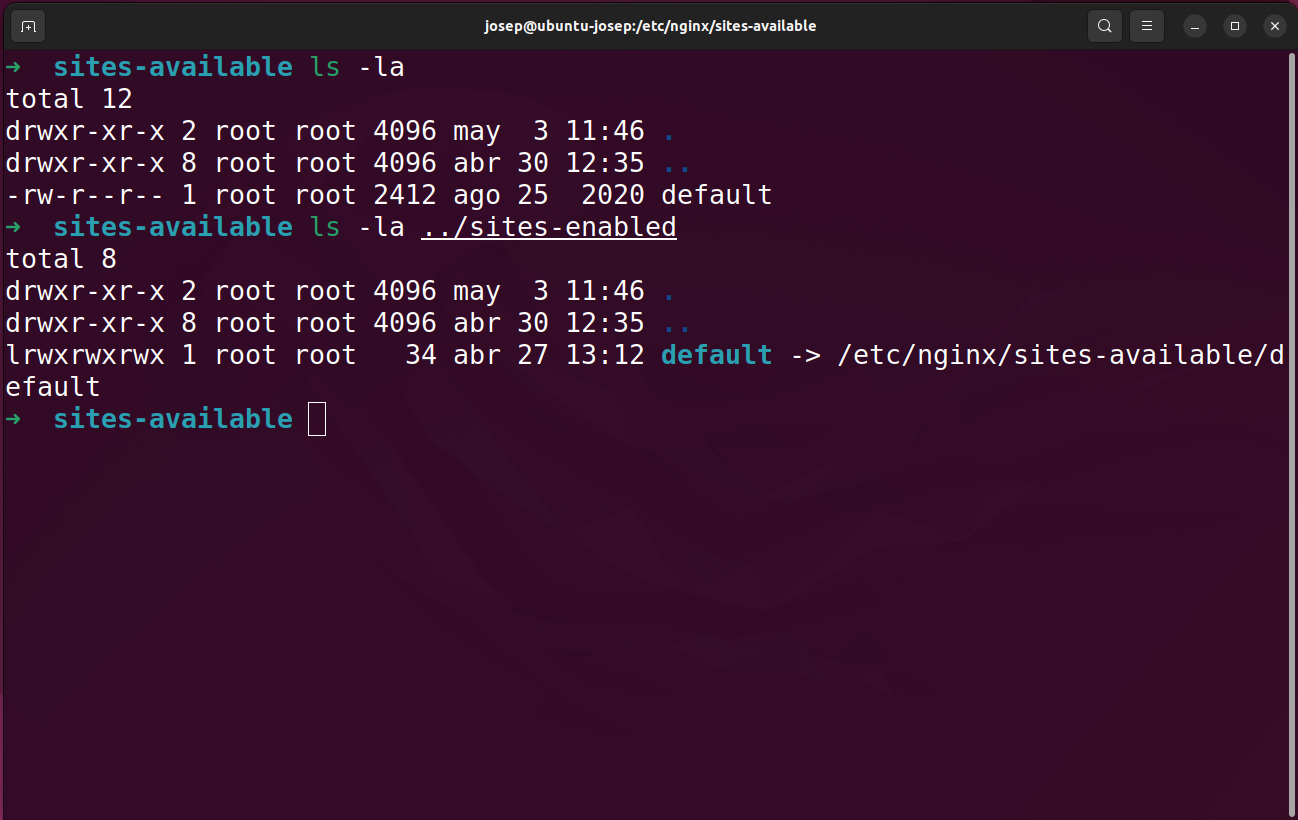 josep@ubuntu-josep:/etc/nginx/sites-available
→  sites-available ls -la
total 12
drwxr-xr-x 2 root root 4096 may  3 11:46 .
drwxr-xr-x 8 root root 4096 abr 30 12:35 ..
-rw-r--r-- 1 root root 2412 ago 25  2020 default
→  sites-available ls -la ../sites-enabled
total 8
drwxr-xr-x 2 root root 4096 may  3 11:46 .
drwxr-xr-x 8 root root 4096 abr 30 12:35 ..
lrwxrwxrwx 1 root root   34 abr 27 13:12 default -> /etc/nginx/sites-available/d
efault
→  sites-available